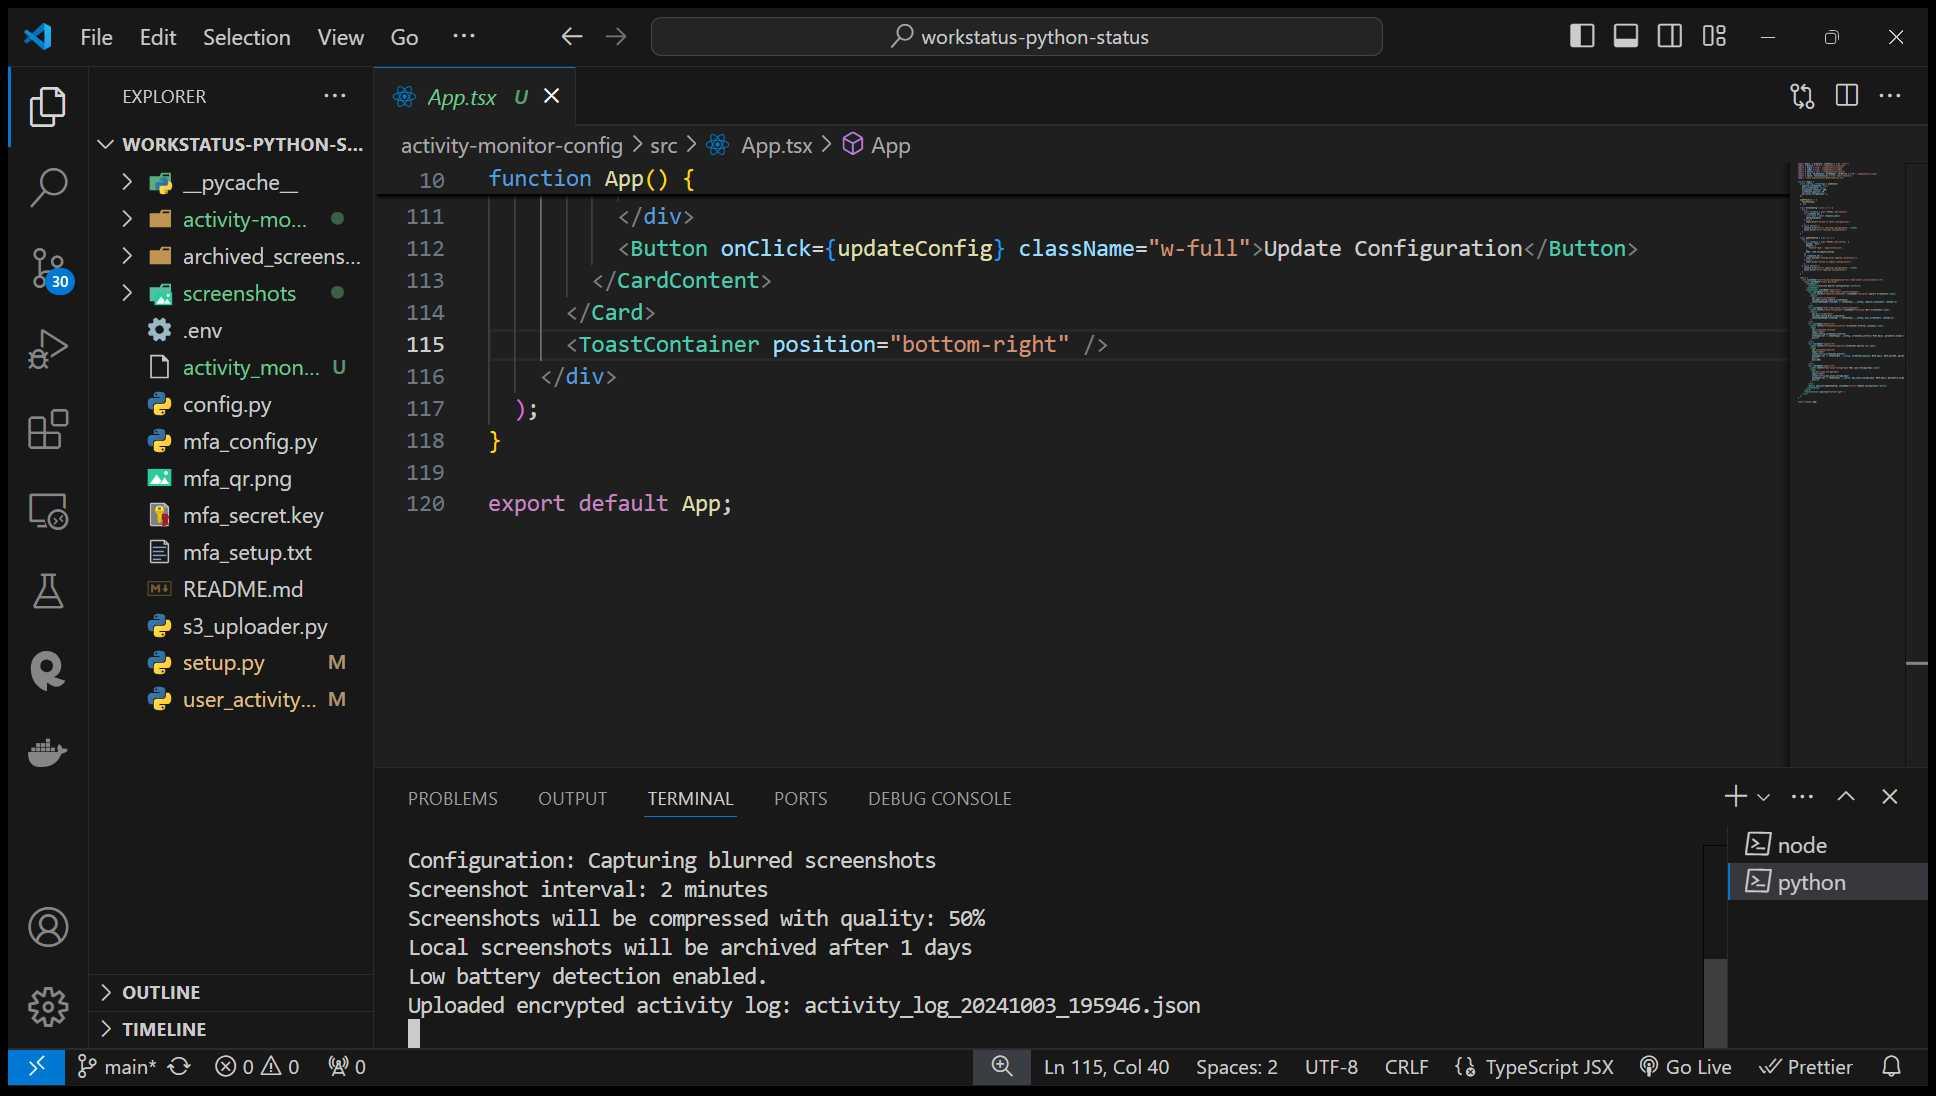 File Edit Selection View Go ···
workstatus-python-status
EXPLORER ···
WORKSTATUS-PYTHON-S...
__pycache__
activity-mo...
archived_screens...
screenshots
.env
activity_mon... U
config.py
mfa_config.py
mfa_qr.png
mfa_secret.key
mfa_setup.txt
README.md
s3_uploader.py
setup.py M
user_activity... M
OUTLINE
TIMELINE
30
App.tsx U
activity-monitor-config > src > App.tsx > App
10 function App() {
111 </div>
112 <Button onClick={updateConfig} className="w-full">Update Configuration</Button>
113 </CardContent>
114 </Card>
115 <ToastContainer position="bottom-right" />
116 </div>
117 );
118 }
119
120 export default App;
PROBLEMS OUTPUT TERMINAL PORTS DEBUG CONSOLE
Configuration: Capturing blurred screenshots
Screenshot interval: 2 minutes
Screenshots will be compressed with quality: 50%
Local screenshots will be archived after 1 days
Low battery detection enabled.
Uploaded encrypted activity log: activity_log_20241003_195946.json
node
python
main* 0 0 0 Ln 115, Col 40 Spaces: 2 UTF-8 CRLF TypeScript JSX Go Live Prettier